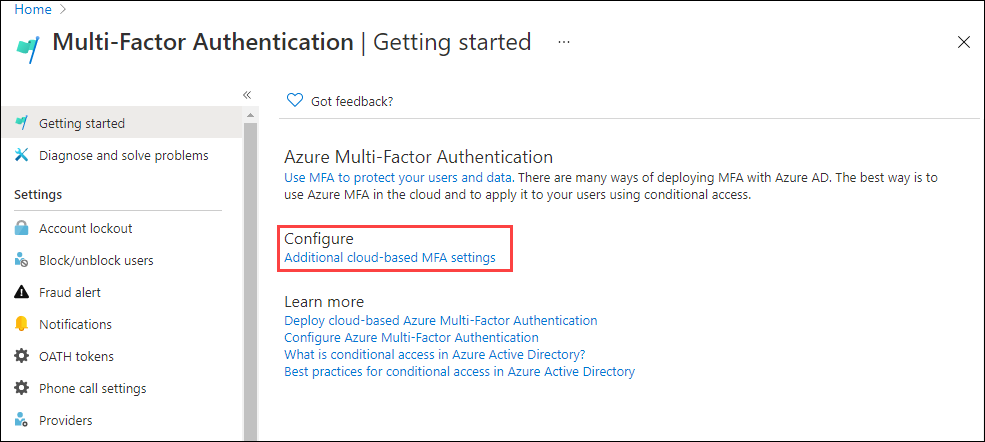 Home
Multi-Factor Authentication | Getting started ...
Getting started
Diagnose and solve problems
Settings
Account lockout
Block/unblock users
Fraud alert
Notifications
OATH tokens
Phone call settings
Providers
Got feedback?
Azure Multi-Factor Authentication
Use MFA to protect your users and data. There are many ways of deploying MFA with Azure AD. The best way is to
use Azure MFA in the cloud and to apply it to your users using conditional access.
Configure
Additional cloud-based MFA settings
Learn more
Deploy cloud-based Azure Multi-Factor Authentication
Configure Azure Multi-Factor Authentication
What is conditional access in Azure Active Directory?
Best practices for conditional access in Azure Active Directory